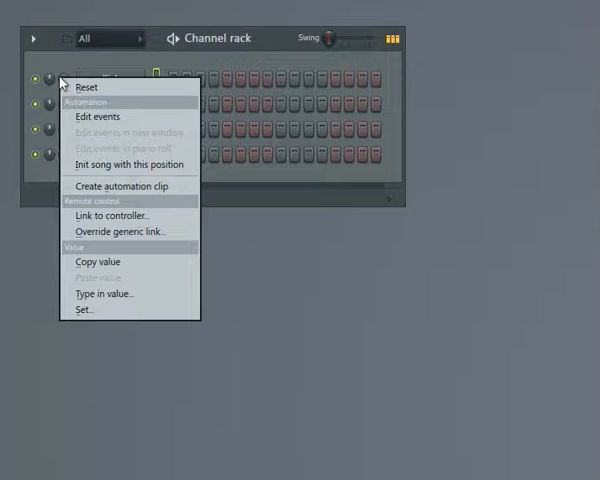 All
Channel rack
Swing
Reset
Automation
Edit events
Edit events in new window
Edit events in piano roll
Init song with this position
Create automation clip
Remote control
Link to controller...
Override generic link...
Value
Copy value
Paste value
Type in value...
Set...